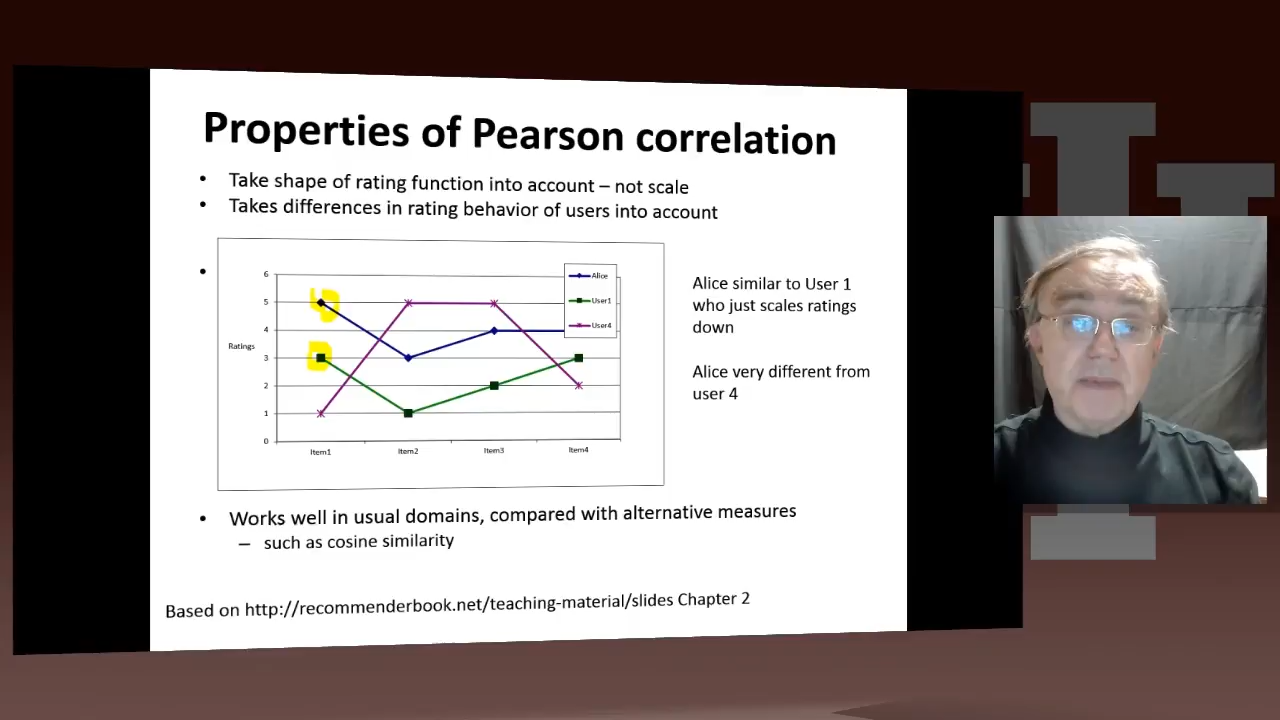 Properties of Pearson correlation
• Take shape of rating function into account – not scale
• Takes differences in rating behavior of users into account
•
6
5
4
3
2
1
0
Ratings
Item1 Item2 Item3 Item4
Alice
User1
User4
Alice similar to User 1
who just scales ratings
down
Alice very different from
user 4
• Works well in usual domains, compared with alternative measures
– such as cosine similarity
Based on http://recommenderbook.net/teaching-material/slides Chapter 2